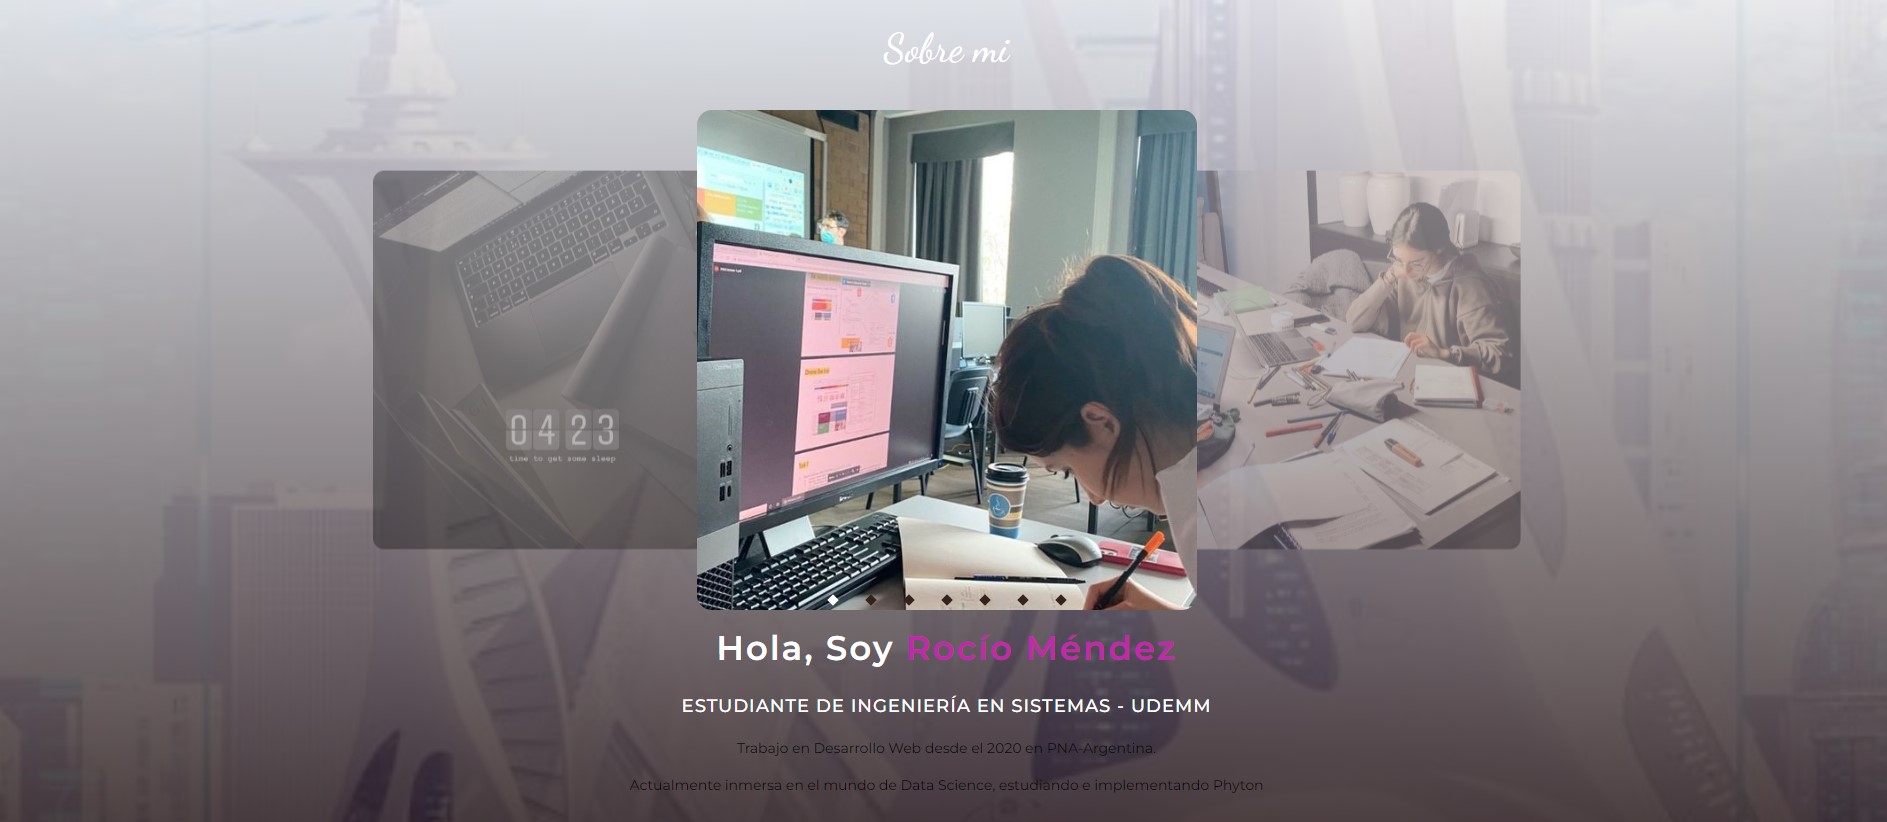 Sobre mi
04 23
time to get some sleep
Hola, Soy Rocío Méndez
ESTUDIANTE DE INGENIERÍA EN SISTEMAS - UDEMM
Trabajo en Desarrollo Web desde el 2020 en PNA-Argentina.
Actualmente inmersa en el mundo de Data Science, estudiando e implementando Phyton